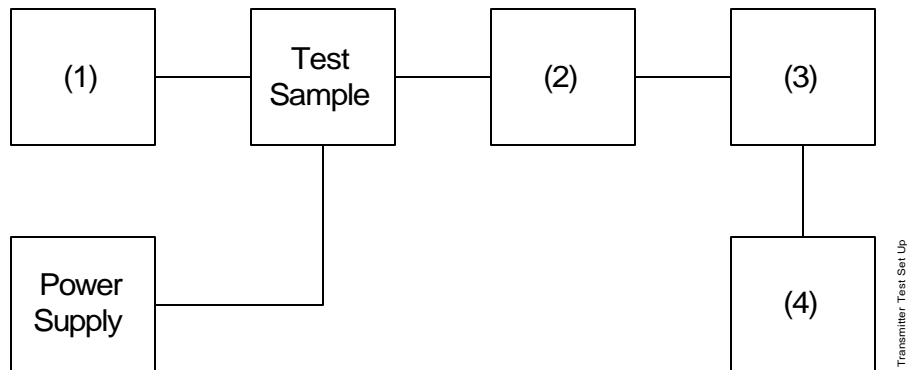 (1)
Test
Sample
(2)
(3)
Power
Supply
(4)
Transmitter Test Set Up